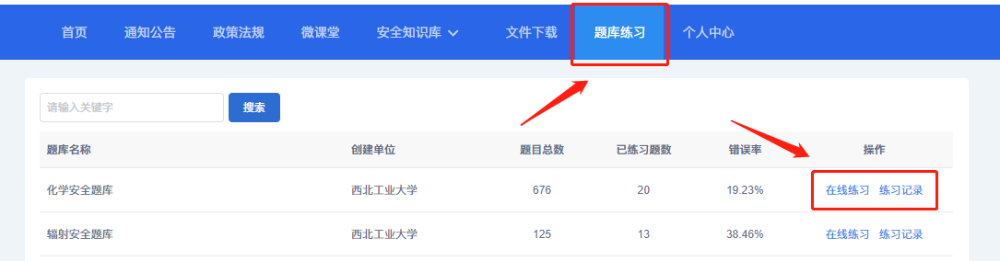 首页 通知公告 政策法规 微课堂 安全知识库 文件下载 题库练习 个人中心
请输入关键字 搜索
题库名称 创建单位 题目总数 已练习题数 错误率 操作
化学安全题库 西北工业大学 676 20 19.23% 在线练习 练习记录
辐射安全题库 西北工业大学 125 13 38.46% 在线练习 练习记录